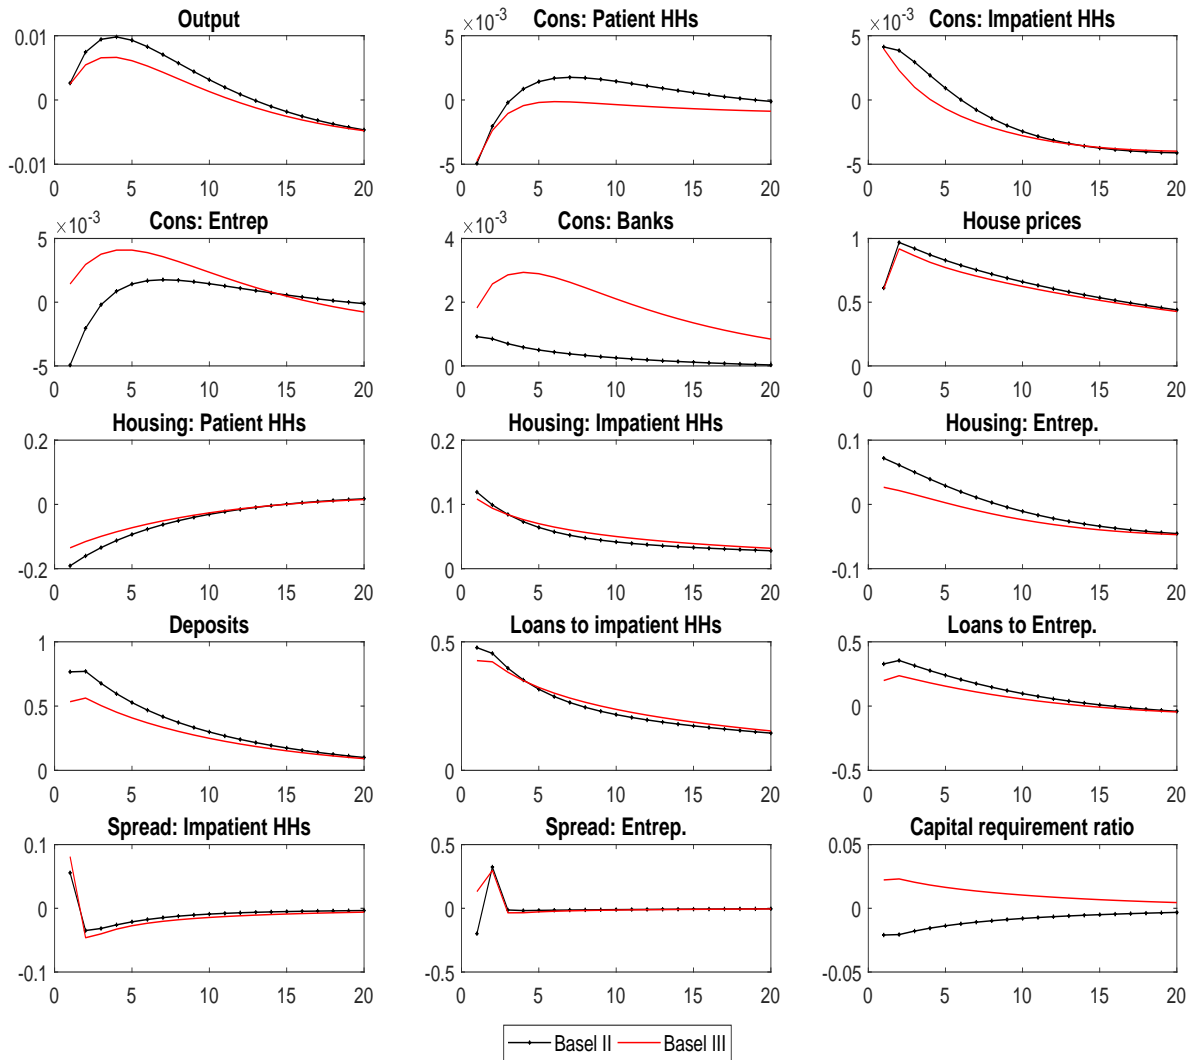 Output
0.01
0
-0.01
0 5 10 15 20
Cons: Patient HHs
×10-3
5
0
-5
0 5 10 15 20
Cons: Impatient HHs
×10-3
5
0
-5
0 5 10 15 20
Cons: Entrep
×10-3
5
0
-5
0 5 10 15 20
Cons: Banks
×10-3
4
2
0
0 5 10 15 20
House prices
1
0.5
0
0 5 10 15 20
Housing: Patient HHs
0.2
0
-0.2
0 5 10 15 20
Housing: Impatient HHs
0.2
0.1
0
0 5 10 15 20
Housing: Entrep.
0.1
0
-0.1
0 5 10 15 20
Deposits
1
0.5
0
0 5 10 15 20
Loans to impatient HHs
0.5
0
0 5 10 15 20
Loans to Entrep.
0.5
0
-0.5
0 5 10 15 20
Spread: Impatient HHs
0.1
0
-0.1
0 5 10 15 20
Spread: Entrep.
0.5
0
-0.5
0 5 10 15 20
Capital requirement ratio
0.05
0
-0.05
0 5 10 15 20
Basel II Basel III